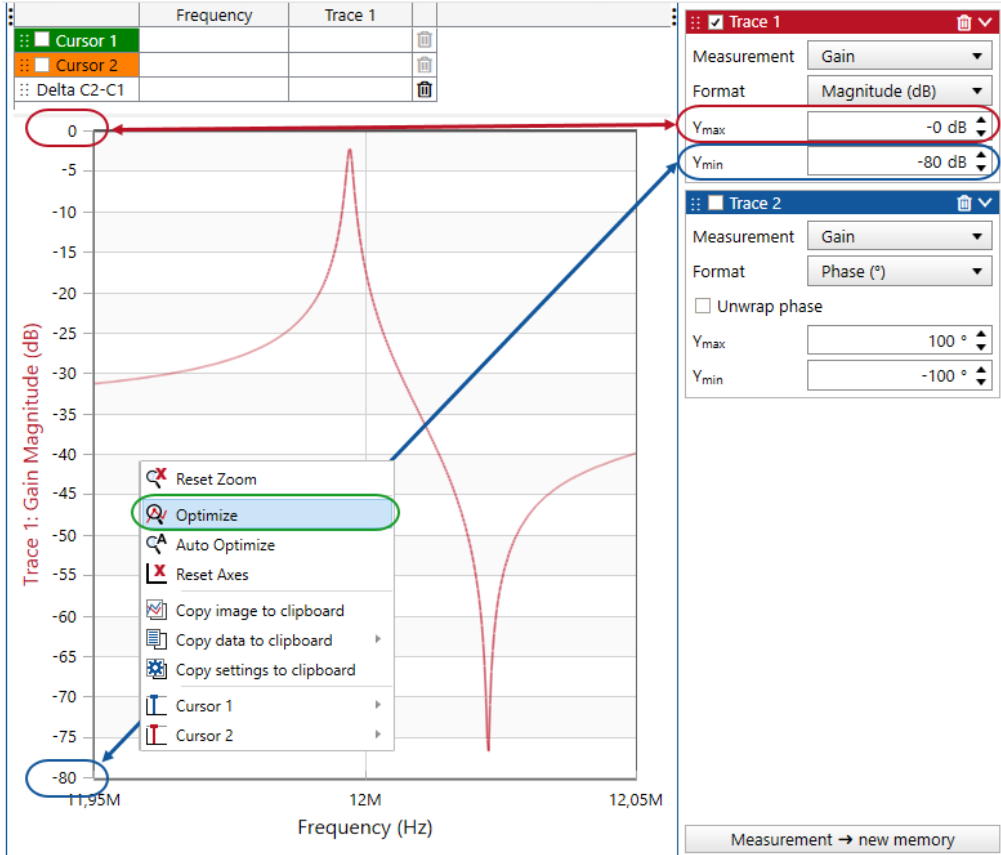 Frequency Trace 1
Cursor 1
Cursor 2
Delta C2-C1
0
-5
-10
-15
-20
-25
-30
-35
-40
-45
-50
-55
-60
-65
-70
-75
-80
Trace 1: Gain Magnitude (dB)
11,95M 12M 12,05M
Frequency (Hz)
Reset Zoom
Optimize
Auto Optimize
Reset Axes
Copy image to clipboard
Copy data to clipboard
Copy settings to clipboard
Cursor 1
Cursor 2
Trace 1
Measurement Gain
Format Magnitude (dB)
Ymax -0 dB
Ymin -80 dB
Trace 2
Measurement Gain
Format Phase (°)
Unwrap phase
Ymax 100 °
Ymin -100 °
Measurement → new memory